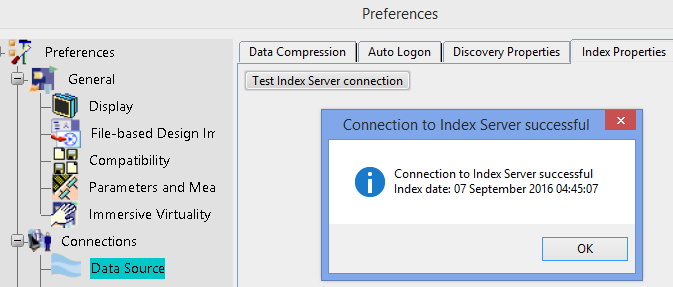 Preferences
Preferences
General
Display
File-based Design Im
Compatibility
Parameters and Mea
Immersive Virtuality
Connections
Data Source
Data Compression Auto Logon Discovery Properties Index Properties
Test Index Server connection
Connection to Index Server successful
Connection to Index Server successful
Index date: 07 September 2016 04:45:07
OK